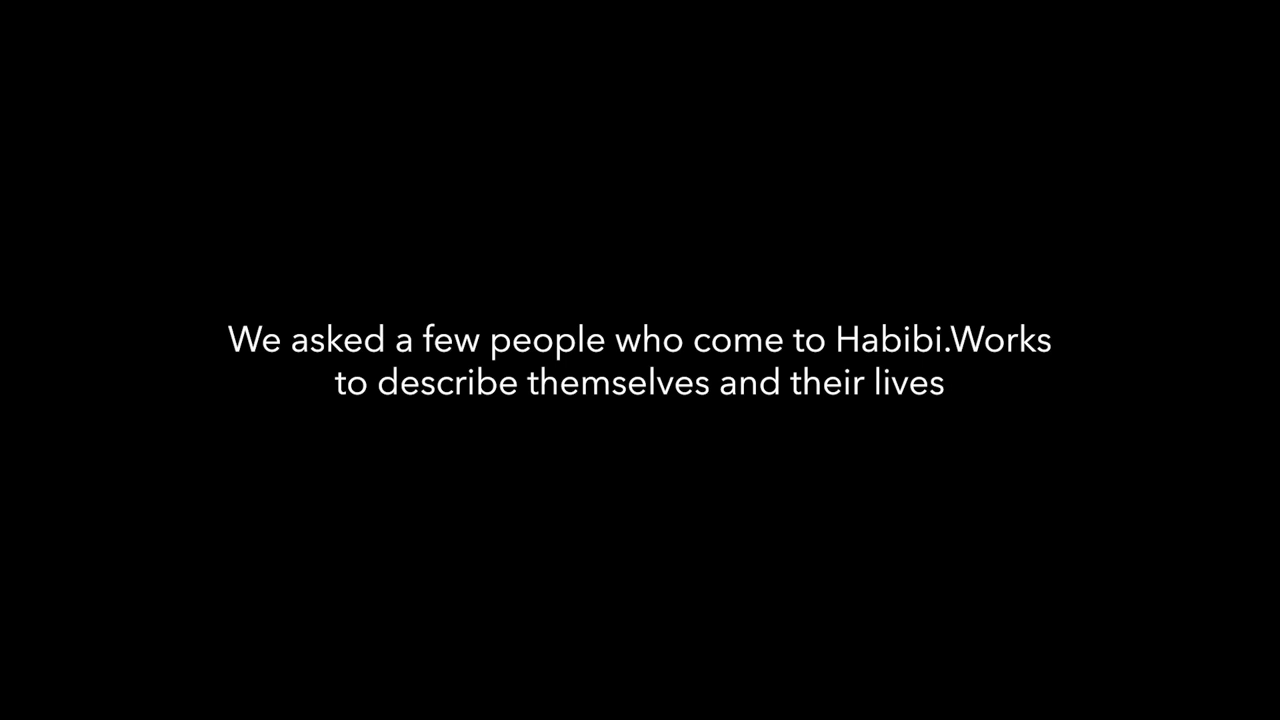 We asked a few people who come to Habibi.Works
to describe themselves and their lives